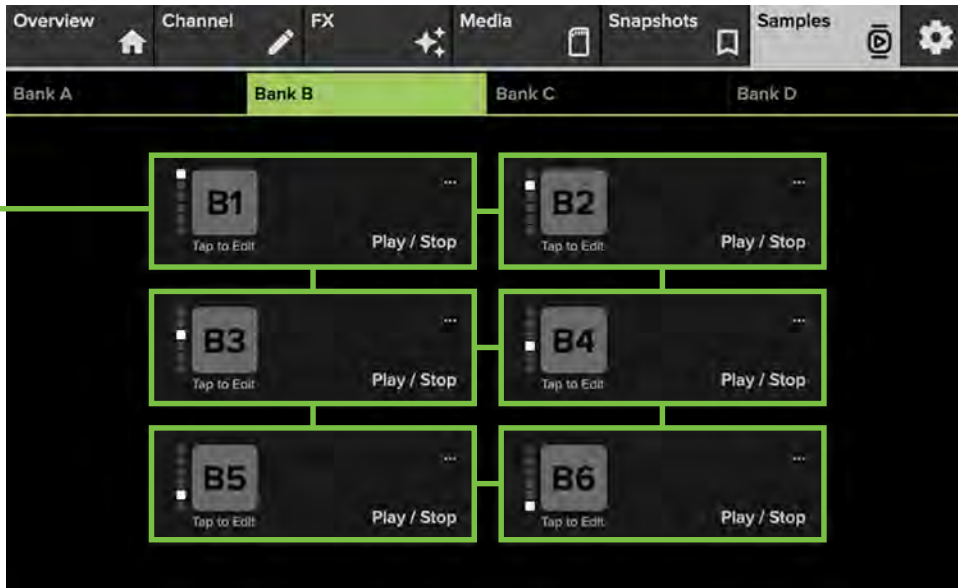 Overview Channel FX Media Snapshots Samples
Bank A Bank B Bank C Bank D
B1 ... Play / Stop
Tap to Edit
B2 ... Play / Stop
Tap to Edit
B3 ... Play / Stop
Tap to Edit
B4 ... Play / Stop
Tap to Edit
B5 ... Play / Stop
Tap to Edit
B6 ... Play / Stop
Tap to Edit